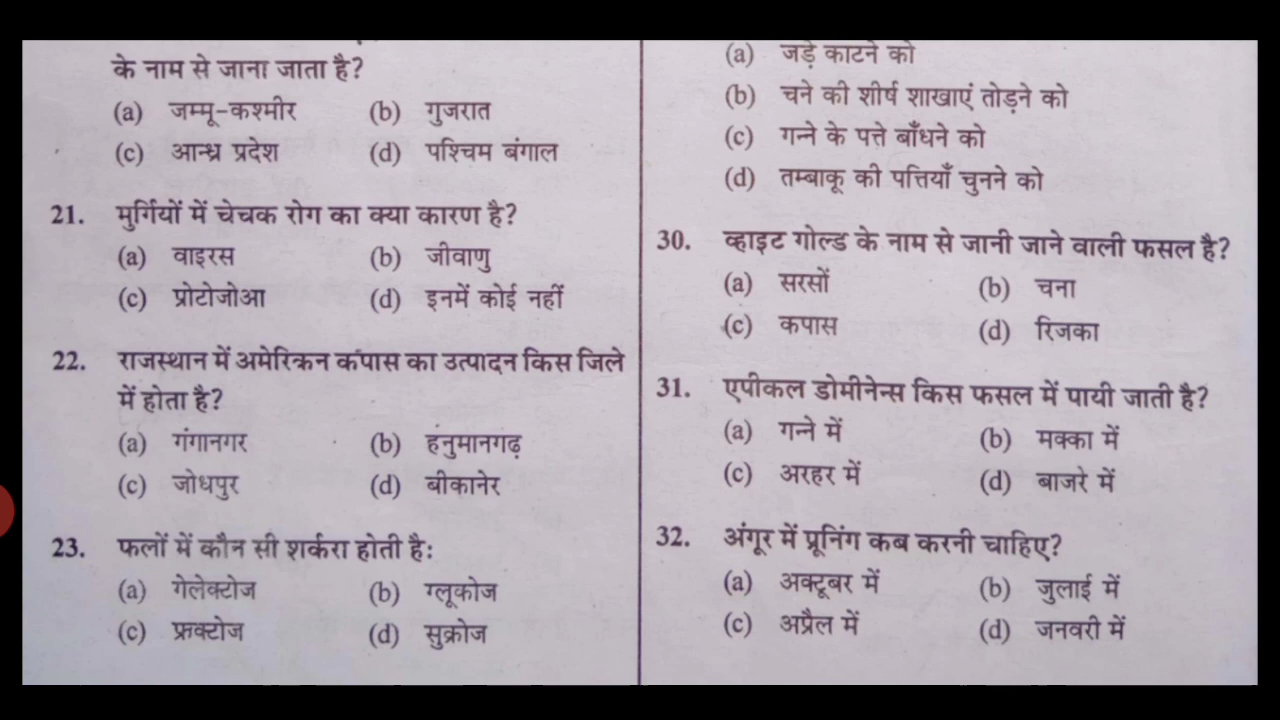 के नाम से जाना जाता है?
(a) जम्मू-कश्मीर (b) गुजरात
(c) आन्ध्र प्रदेश (d) पश्चिम बंगाल
21. मुर्गियों में चेचक रोग का क्या कारण है?
(a) वाइरस (b) जीवाणु
(c) प्रोटोजोआ (d) इनमें कोई नहीं
22. राजस्थान में अमेरिकन कपास का उत्पादन किस जिले
में होता है?
(a) गंगानगर (b) हनुमानगढ़
(c) जोधपुर (d) बीकानेर
23. फलों में कौन सी शर्करा होती है:
(a) गेलेक्टोज (b) ग्लूकोज
(c) फ्रक्टोज (d) सुक्रोज
(a) जड़े काटने को
(b) चने की शीर्ष शाखाएं तोड़ने को
(c) गन्ने के पत्ते बाँधने को
(d) तम्बाकू की पत्तियाँ चुनने को
30. व्हाइट गोल्ड के नाम से जानी जाने वाली फसल है?
(a) सरसों (b) चना
(c) कपास (d) रिजका
31. एपीकल डोमीनेन्स किस फसल में पायी जाती है?
(a) गन्ने में (b) मक्का में
(c) अरहर में (d) बाजरे में
32. अंगूर में प्रूनिंग कब करनी चाहिए?
(a) अक्टूबर में (b) जुलाई में
(c) अप्रैल में (d) जनवरी में